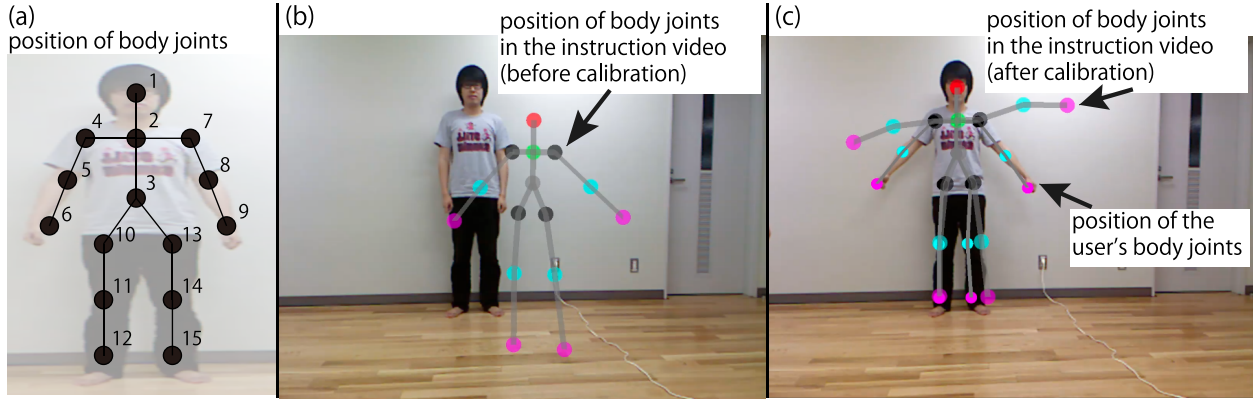 (a)
position of body joints
1
4
2
7
5
3
8
6
9
10
13
11
14
12
15
(b)
position of body joints
in the instruction video
(before calibration)
(c)
position of body joints
in the instruction video
(after calibration)
position of the
user's body joints